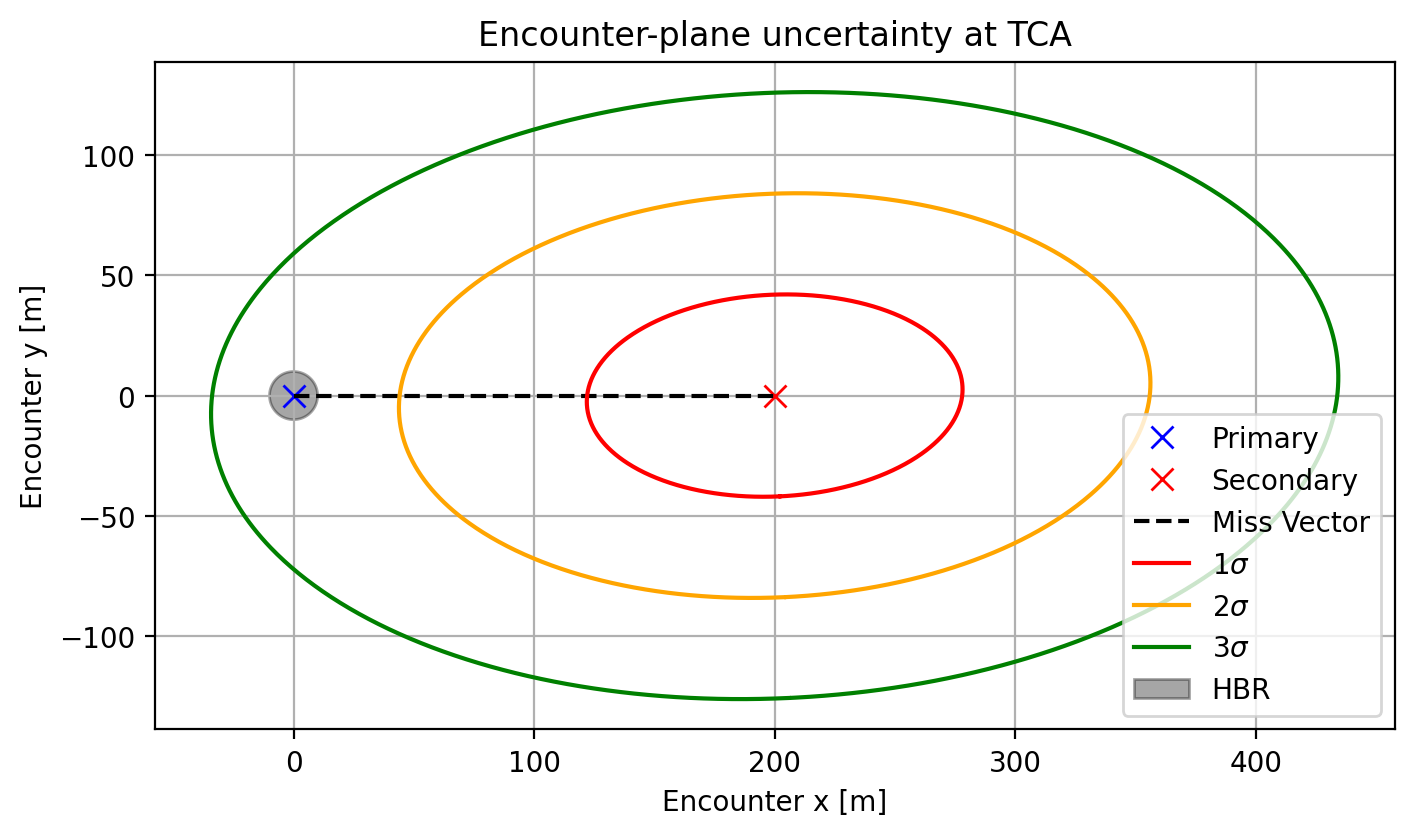 Encounter-plane uncertainty at TCA
Encounter y [m]
100
50
0
−50
−100
Primary
Secondary
Miss Vector
1σ
2σ
3σ
HBR
0 100 200 300 400
Encounter x [m]